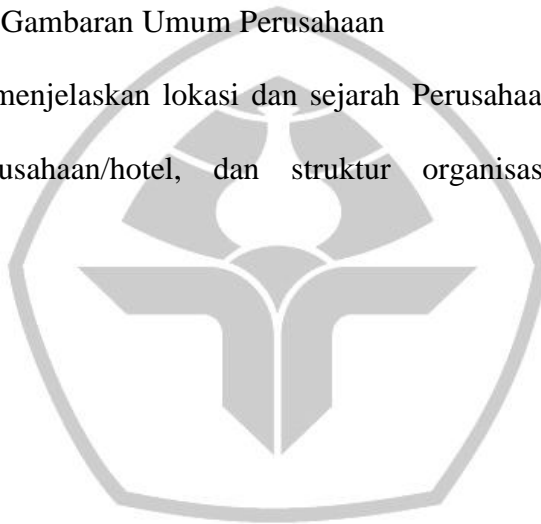 Gambaran Umum Perusahaan
menjelaskan lokasi dan sejarah Perusahaa
usahaan/hotel, dan struktur organisas